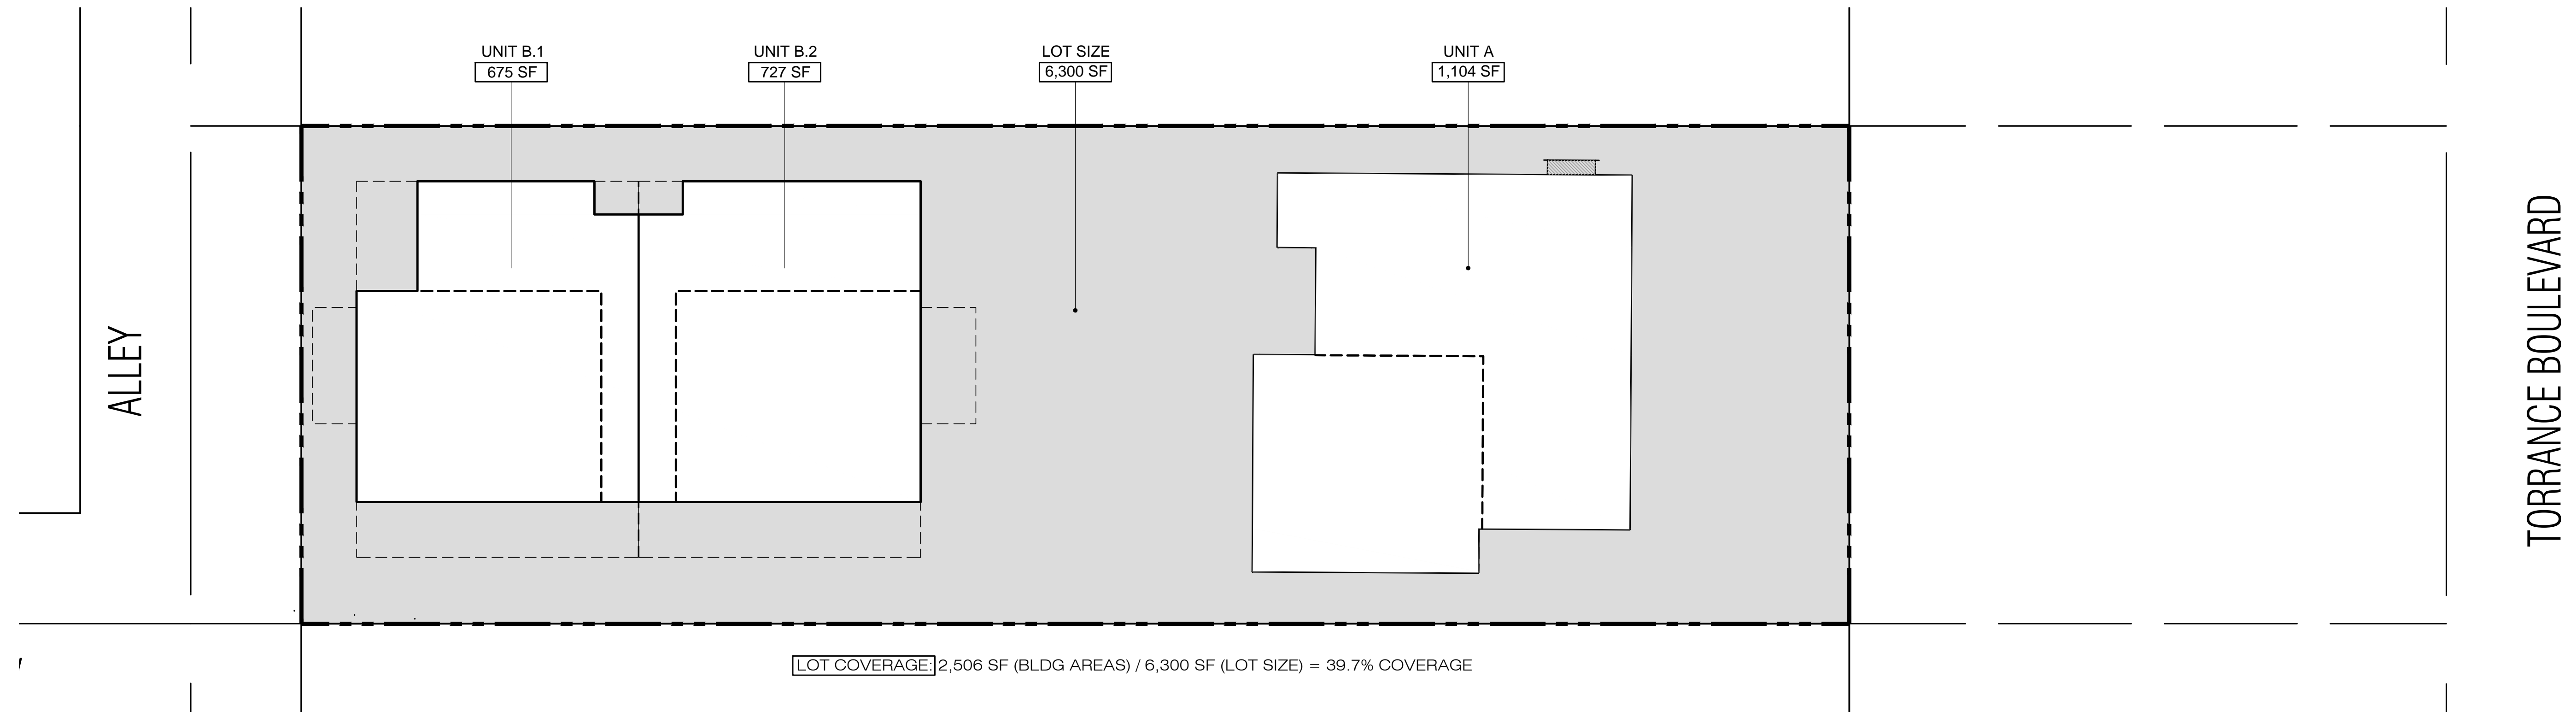 UNIT B.1
675 SF
UNIT B.2
727 SF
LOT SIZE
6,300 SF
UNIT A
1,104 SF
ALLEY
TORRANCE BOULEVARD
LOT COVERAGE: 2,506 SF (BLDG AREAS) / 6,300 SF (LOT SIZE) = 39.7% COVERAGE